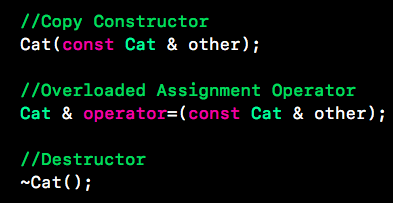 //Copy Constructor
Cat(const Cat & other);
//Overloaded Assignment Operator
Cat & operator=(const Cat & other);
//Destructor
~Cat();